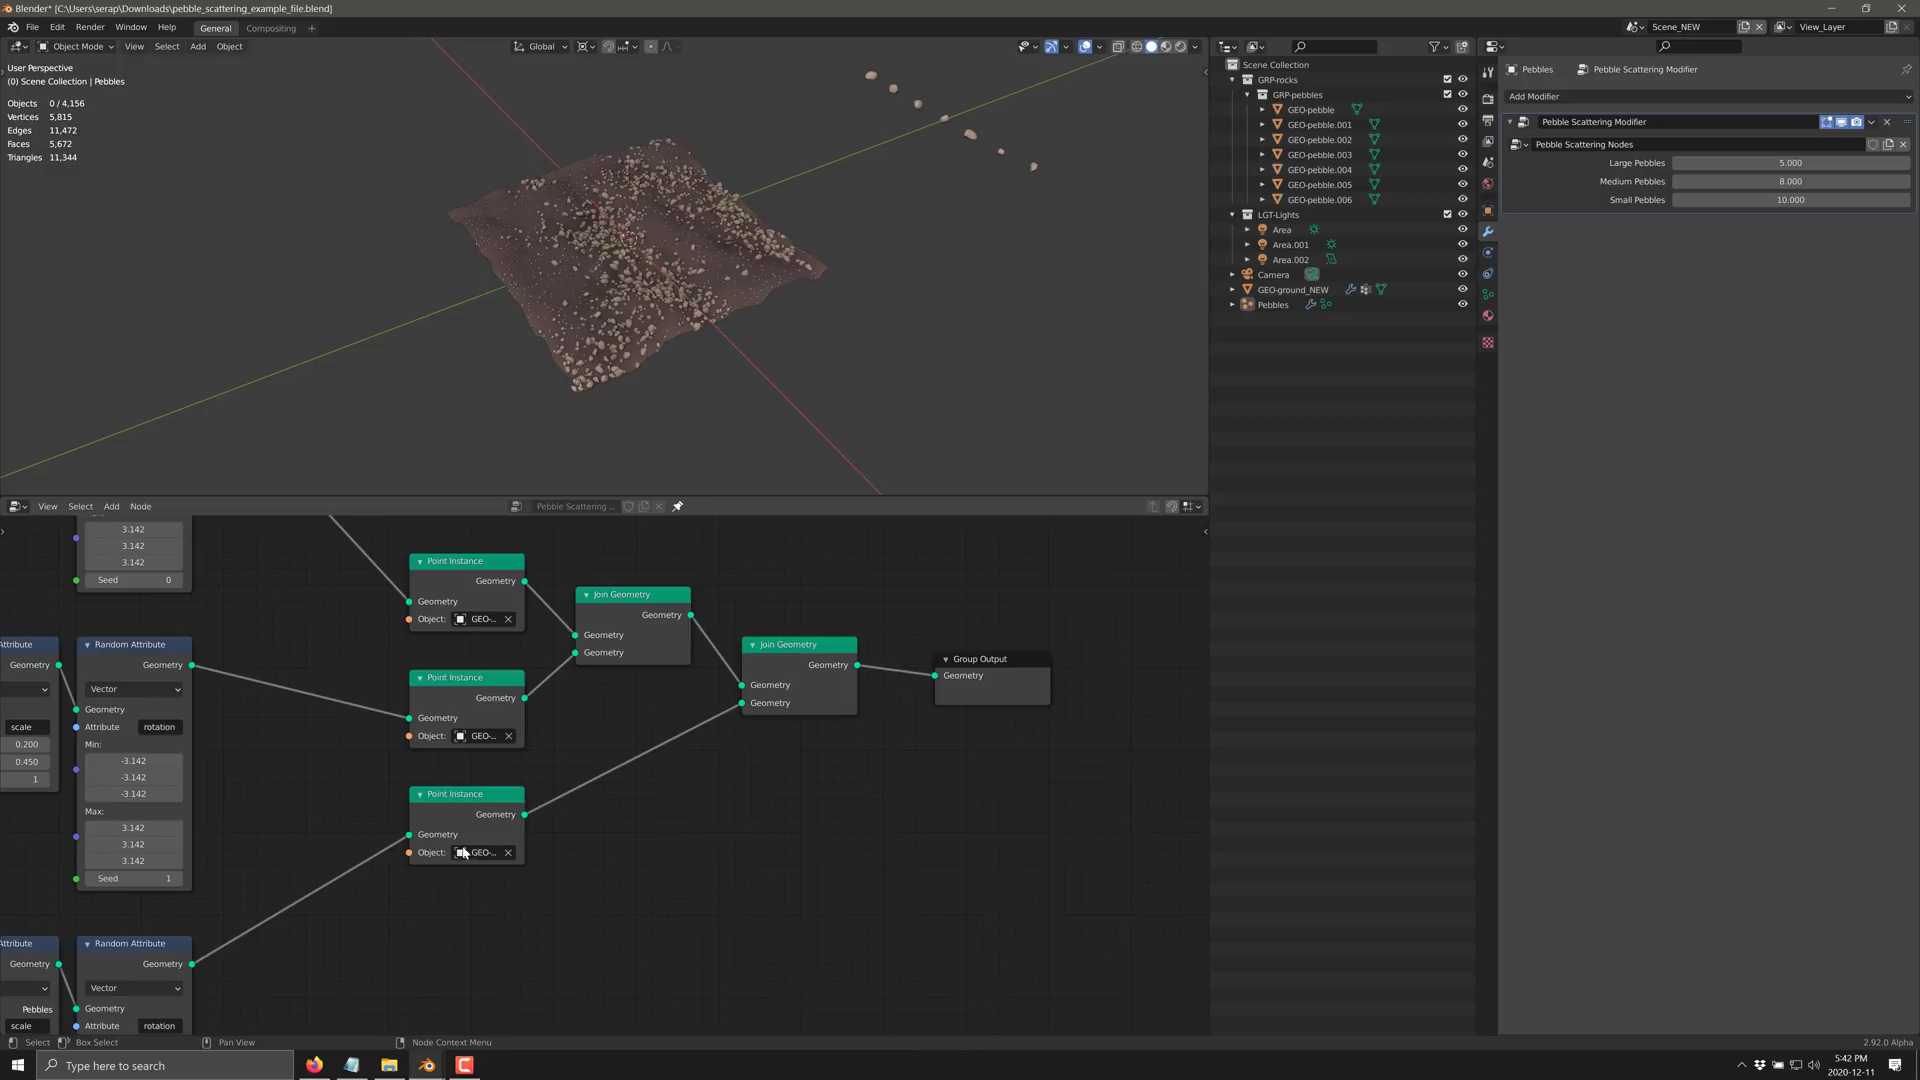 Blender* [C:\Users\serap\Downloads\pebble_scattering_example_file.blend]
File Edit Render Window Help General Compositing + Scene_NEW View_Layer
Object Mode View Select Add Object Global
User Perspective
(0) Scene Collection | Pebbles
Objects 0 / 4,156
Vertices 5,815
Edges 11,472
Faces 5,672
Triangles 11,344
Scene Collection
GRP-rocks
GRP-pebbles
GEO-pebble
GEO-pebble.001
GEO-pebble.002
GEO-pebble.003
GEO-pebble.004
GEO-pebble.005
GEO-pebble.006
LGT-Lights
Area
Area.001
Area.002
Camera
GEO-ground_NEW
Pebbles
Pebbles Pebble Scattering Modifier
Add Modifier
Pebble Scattering Modifier
Pebble Scattering Nodes
Large Pebbles 5.000
Medium Pebbles 8.000
Small Pebbles 10.000
View Select Add Node Pebble Scattering ...
3.142
3.142
3.142
Seed 0
Attribute
Geometry
scale
0.200
0.450
1
Random Attribute
Geometry
Vector
Geometry
Attribute rotation
Min:
-3.142
-3.142
-3.142
Max:
3.142
3.142
3.142
Seed 1
Attribute
Geometry
Pebbles
scale
Random Attribute
Geometry
Vector
Geometry
Attribute rotation
Point Instance
Geometry
Geometry
Object: GEO-...
Point Instance
Geometry
Geometry
Object: GEO-...
Point Instance
Geometry
Geometry
Object: GEO-...
Join Geometry
Geometry
Geometry
Geometry
Join Geometry
Geometry
Geometry
Geometry
Group Output
Geometry
Select Box Select Pan View Node Context Menu 2.92.0 Alpha
Type here to search
5:42 PM
2020-12-11